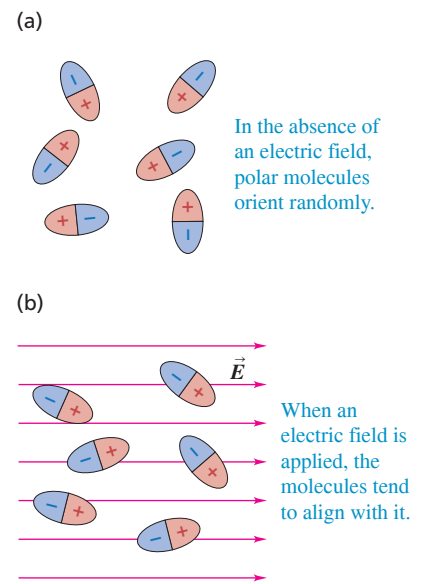 (a)
In the absence of
an electric field,
polar molecules
orient randomly.
− + − +
+ − + −
+ − + −
(b)
E⃗
When an
electric field is
applied, the
molecules tend
to align with it.
− + − +
− + − +
− + − +